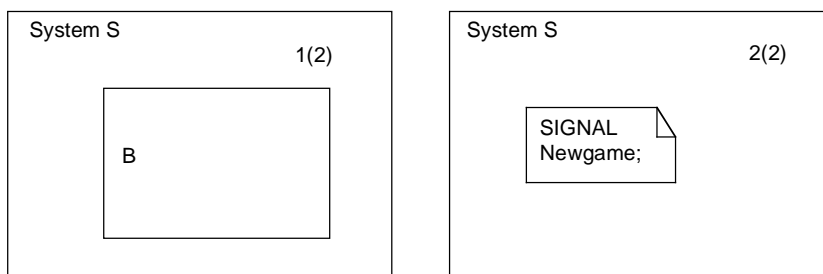 System S
1(2)
B
System S
2(2)
SIGNAL
Newgame;